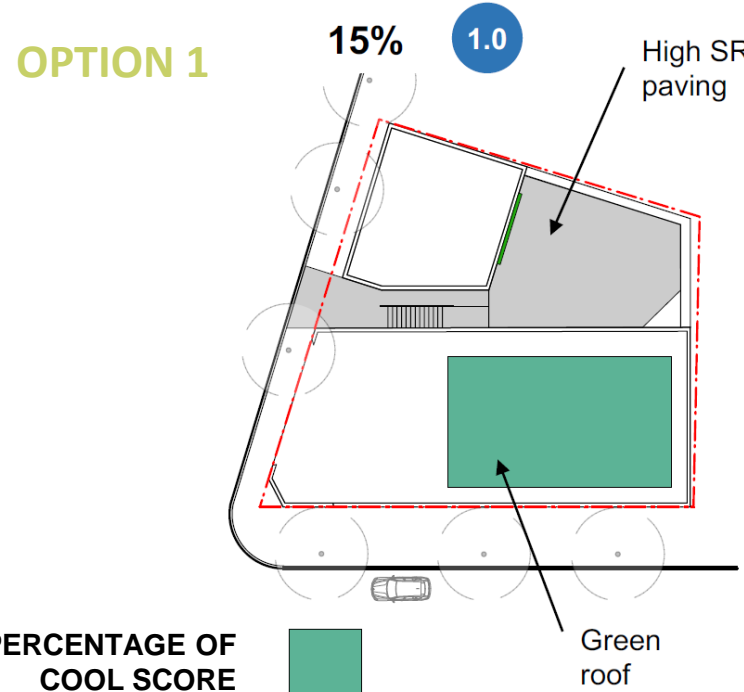 OPTION 1
15%
1.0
High SR
paving
PERCENTAGE OF
COOL SCORE
Green
roof